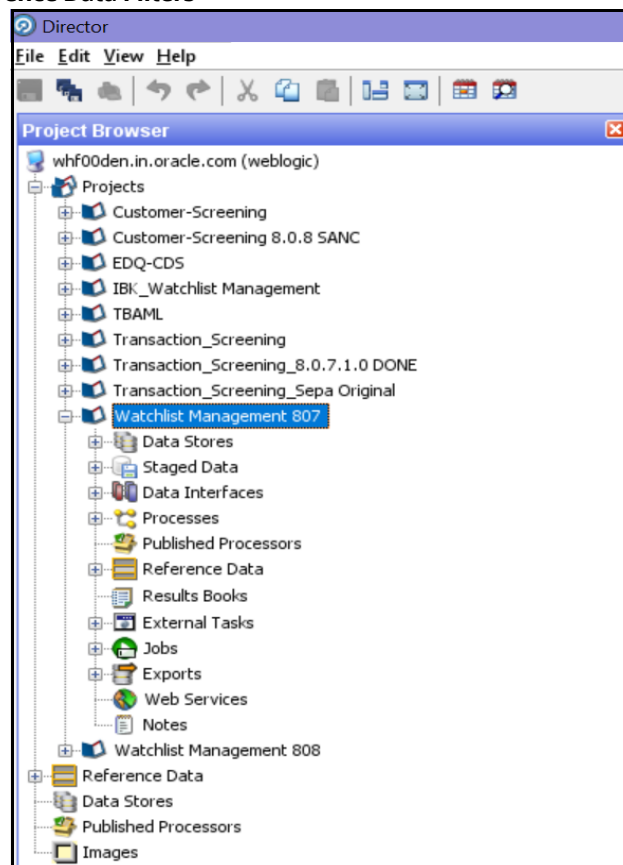 Director
File Edit View Help
Project Browser
whf00den.in.oracle.com (weblogic)
Projects
Customer-Screening
Customer-Screening 8.0.8 SANC
EDQ-CDS
IBK_Watchlist Management
TBAML
Transaction_Screening
Transaction_Screening_8.0.7.1.0 DONE
Transaction_Screening_Sepa Original
Watchlist Management 807
Data Stores
Staged Data
Data Interfaces
Processes
Published Processors
Reference Data
Results Books
External Tasks
Jobs
Exports
Web Services
Notes
Watchlist Management 808
Reference Data
Data Stores
Published Processors
Images